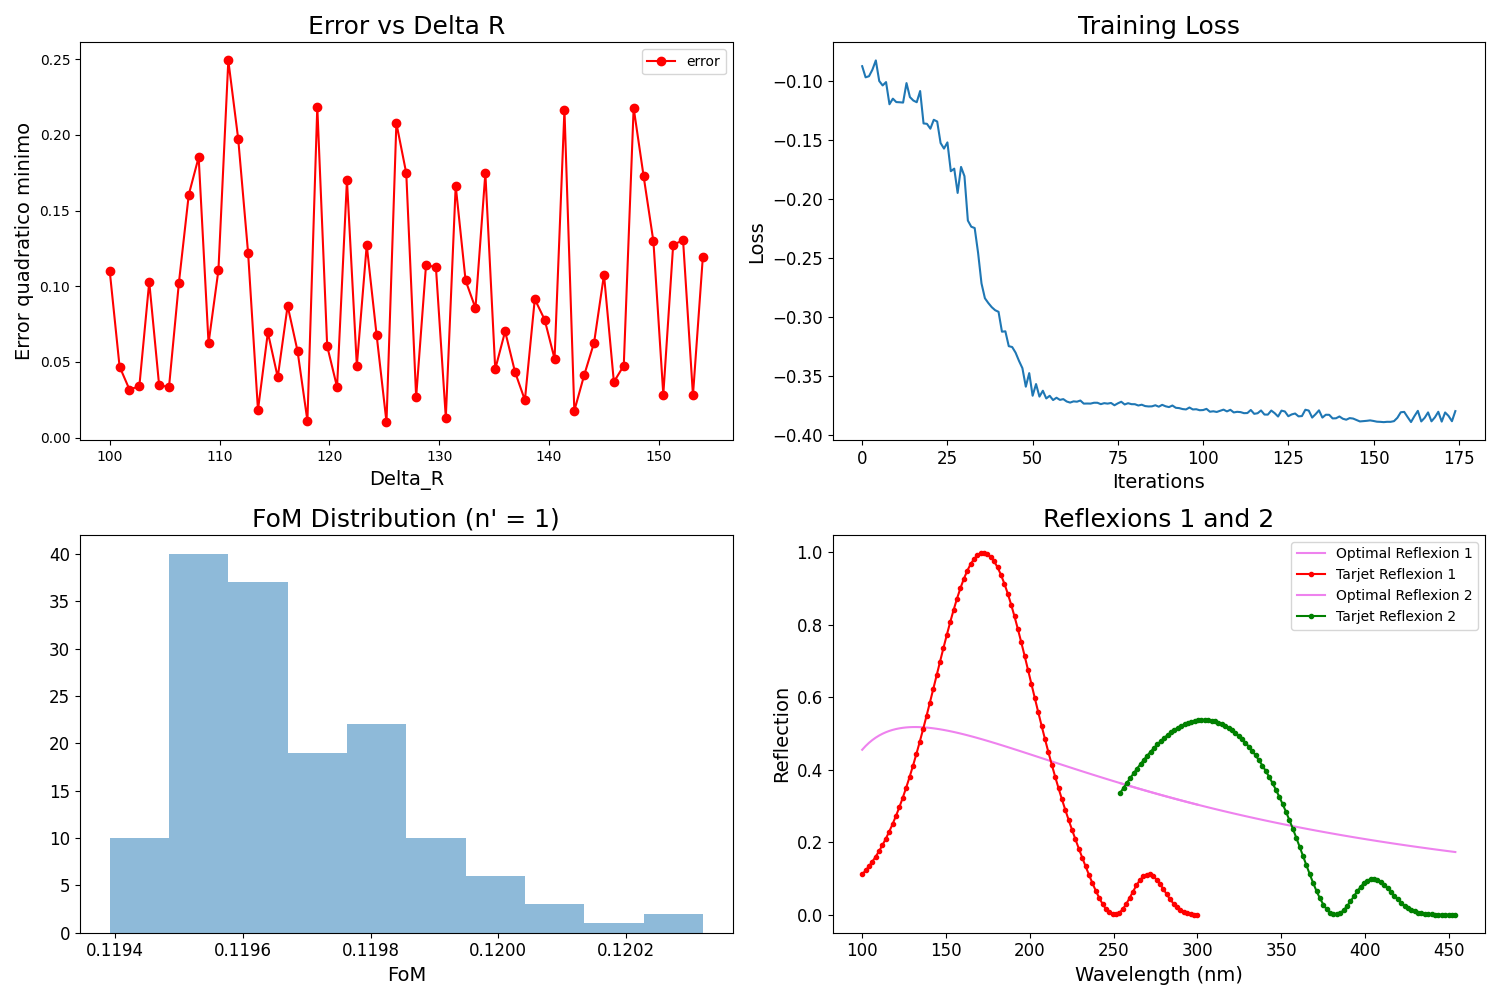 Error vs Delta R
error
Error quadratico minimo
0.25
0.20
0.15
0.10
0.05
0.00
100 110 120 130 140 150
Delta_R
Training Loss
Loss
−0.10
−0.15
−0.20
−0.25
−0.30
−0.35
−0.40
0 25 50 75 100 125 150 175
Iterations
FoM Distribution (n' = 1)
40
35
30
25
20
15
10
5
0
0.1194 0.1196 0.1198 0.1200 0.1202
FoM
Reflexions 1 and 2
Optimal Reflexion 1
Tarjet Reflexion 1
Optimal Reflexion 2
Tarjet Reflexion 2
Reflection
1.0
0.8
0.6
0.4
0.2
0.0
100 150 200 250 300 350 400 450
Wavelength (nm)